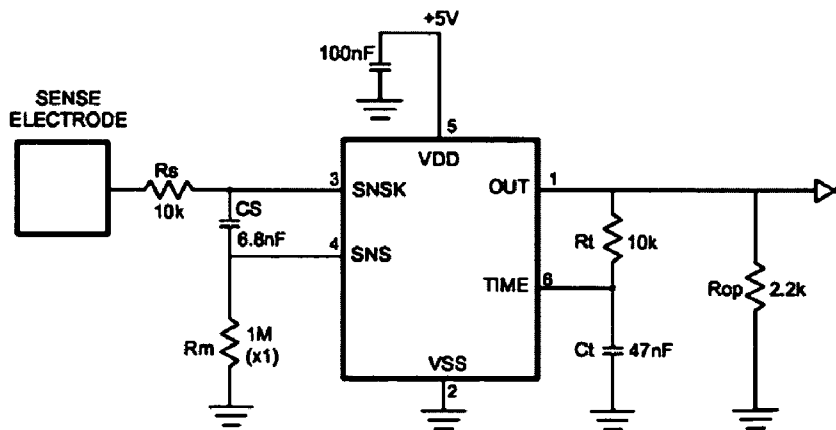 +5V
100nF
SENSE
ELECTRODE
5
VDD
Rs
10k
3
SNSK
OUT
1
CS
6.8nF
4
SNS
Rt
10k
TIME
6
Rop
2.2k
Rm
1M
(x1)
Ct
47nF
VSS
2